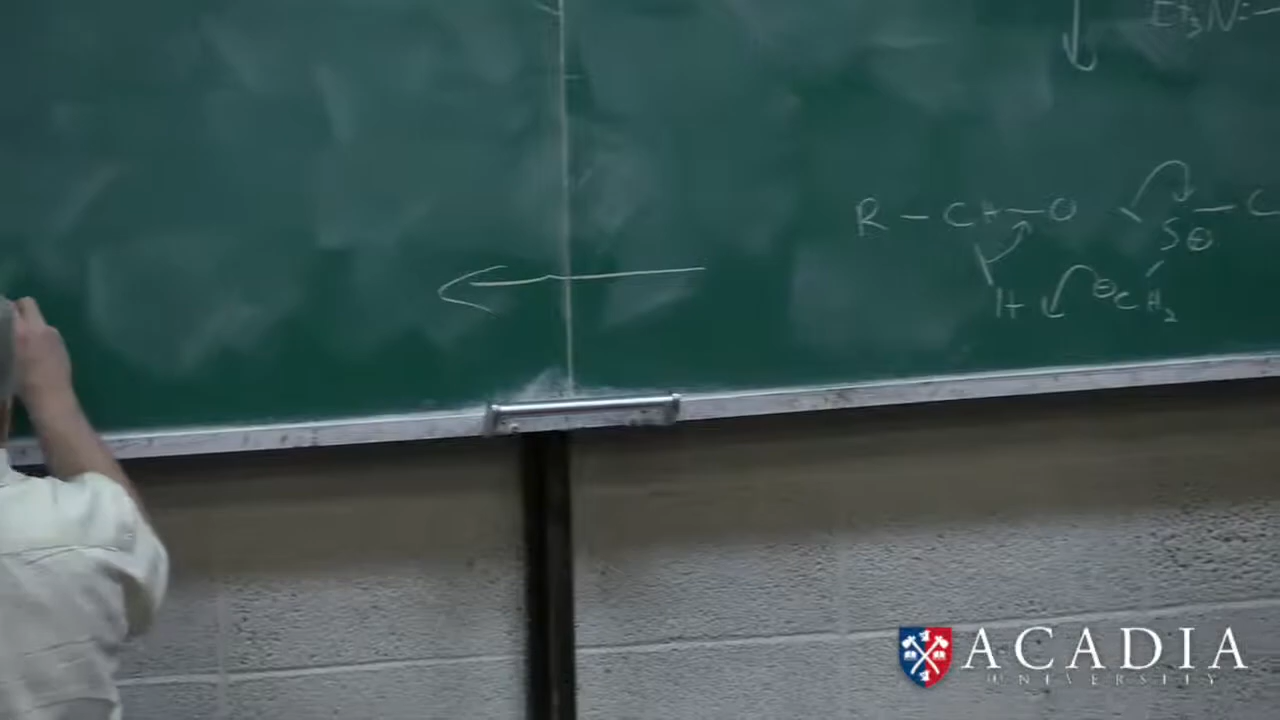 Et₃N:
R — CH — O S — C
⊕
H ⊖CH₂
ACADIA
UNIVERSITY